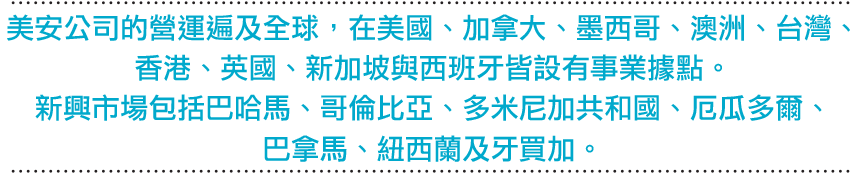 美安公司的營運遍及全球，在美國、加拿大、墨西哥、澳洲、台灣、
香港、英國、新加坡與西班牙皆設有事業據點。
新興市場包括巴哈馬、哥倫比亞、多米尼加共和國、厄瓜多爾、
巴拿馬、紐西蘭及牙買加。